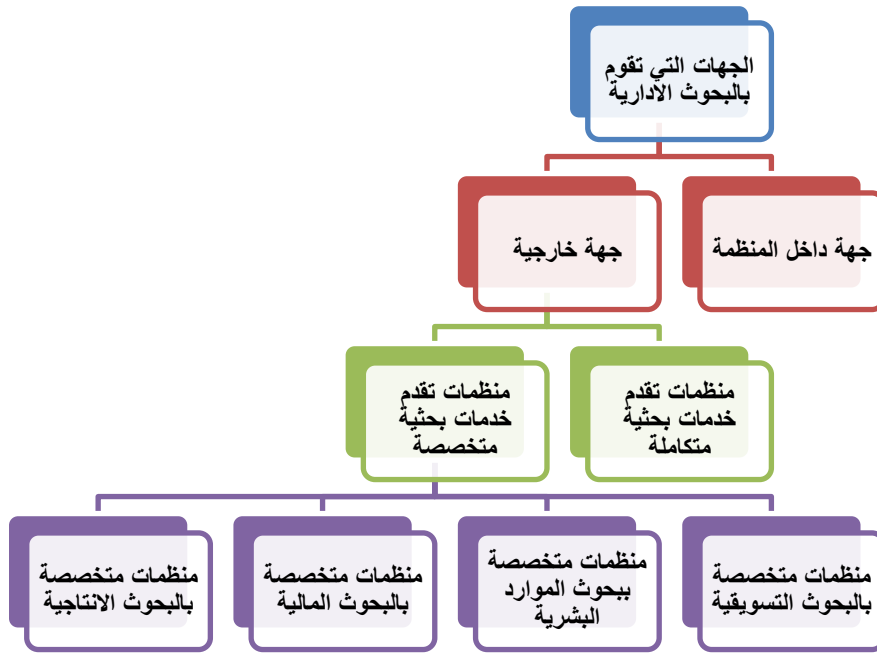 الجهات التي تقوم
بالبحوث الادارية
جهة داخل المنظمة
جهة خارجية
منظمات تقدم
خدمات بحثية
متكاملة
منظمات تقدم
خدمات بحثية
متخصصة
منظمات متخصصة
بالبحوث التسويقية
منظمات متخصصة
ببحوث الموارد
البشرية
منظمات متخصصة
بالبحوث المالية
منظمات متخصصة
بالبحوث الانتاجية